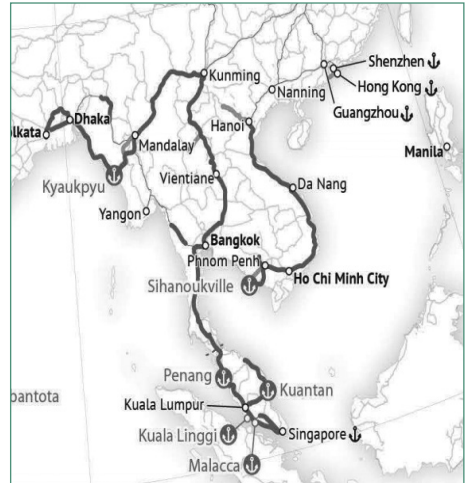 Kunming
Shenzhen
Hong Kong
Nanning
Guangzhou
Dhaka
olkata
Hanoi
Mandalay
Manila
Kyaukpyu
Vientiane
Da Nang
Yangon
Bangkok
Phnom Penh
Ho Chi Minh City
Sihanoukville
Penang
Kuantan
bantota
Kuala Lumpur
Kuala Linggi
Singapore
Malacca